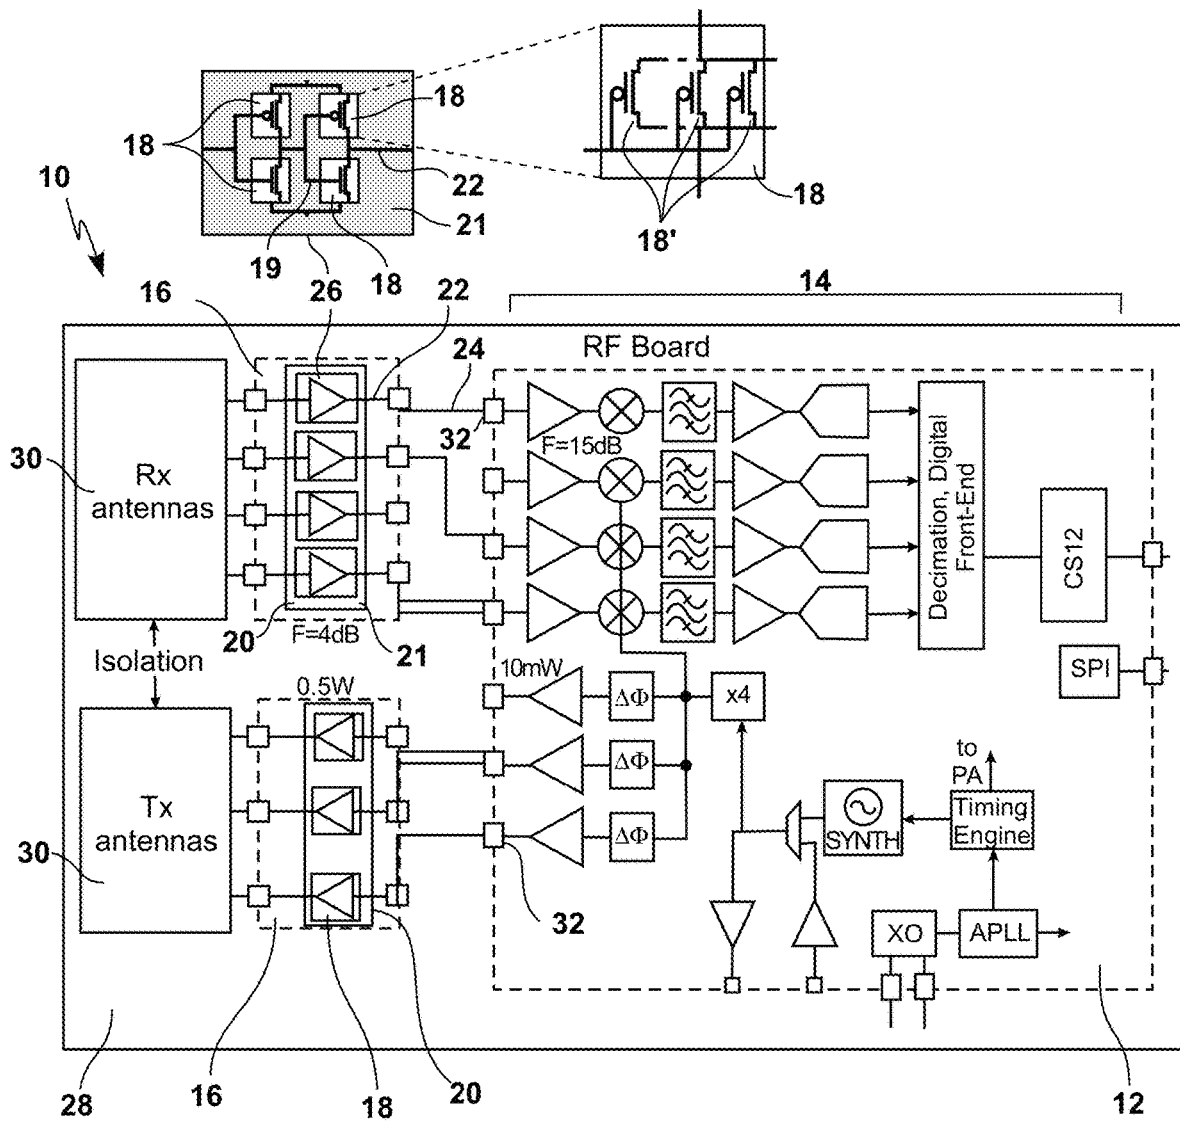 18
18
22
10
21
18
18'
19
18
26
16
22
14
24
RF Board
32
F=15dB
30
Rx
antennas
Decimation, Digital
Front-End
CS12
20
F=4dB
21
Isolation
SPI
10mW
0.5W
ΔΦ
x4
ΔΦ
to
PA
Tx
antennas
Timing
Engine
SYNTH
ΔΦ
30
32
XO
APLL
28
16
18
20
12